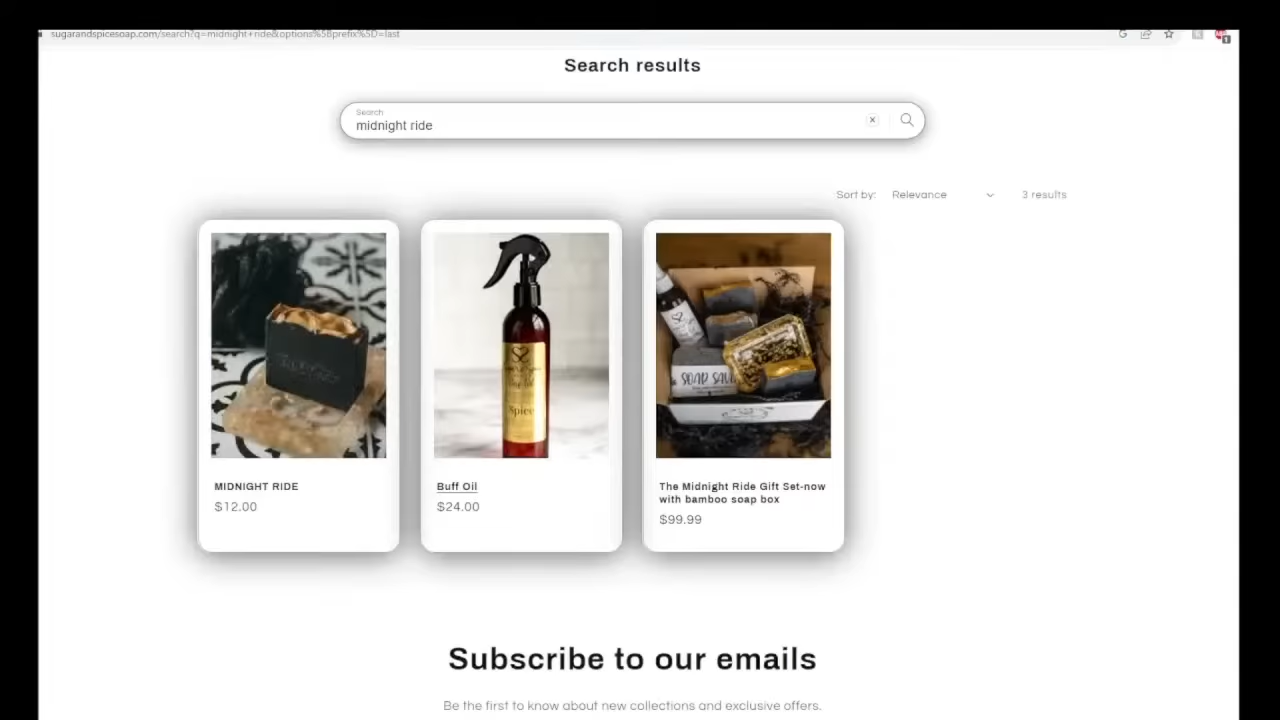 sugarandspicesoap.com/search?q=midnight+ride&options%5Bprefix%5D=last
Search results
Search
midnight ride
Sort by: Relevance 3 results
SOAP
Spice
MIDNIGHT RIDE
$12.00
Buff Oil
$24.00
The Midnight Ride Gift Set-now
with bamboo soap box
$99.99
Subscribe to our emails
Be the first to know about new collections and exclusive offers.